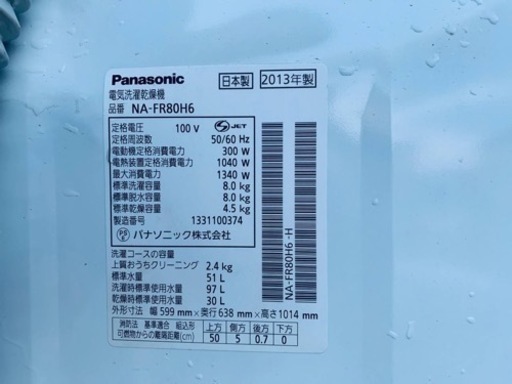 Panasonic
日本製 2013年製
電気洗濯乾燥機
品番 NA-FR80H6
定格電圧 100 V JET
定格周波数 50/60 Hz
電動機定格消費電力 300 W
電熱装置定格消費電力 1040 W
最大消費電力 1340 W
標準洗濯容量 8.0 kg
標準脱水容量 8.0 kg
標準乾燥容量 4.5 kg
製造番号 1331100374
PSE パナソニック株式会社
洗濯コースの容量
上質おうちクリーニング 2.4 kg
標準水量 51 L
洗濯時標準使用水量 97 L
乾燥時標準使用水量 30 L
外形寸法 幅 599 mm×奥行 638 mm×高さ1014 mm
消防法 基準適合 組込形 上方 側方 後方 下方
可燃物からの離隔距離(cm) 50 5 0.7 0
NA-FR80H6 -H